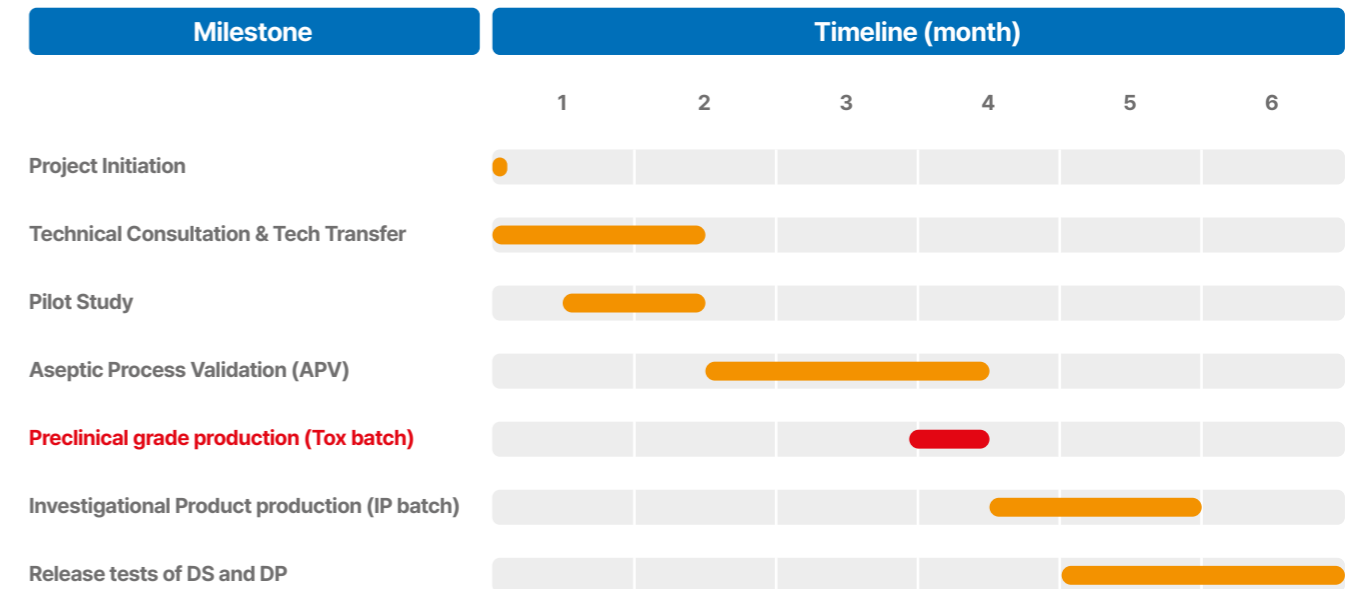 Milestone
Timeline (month)
1 2 3 4 5 6
Project Initiation
Technical Consultation & Tech Transfer
Pilot Study
Aseptic Process Validation (APV)
Preclinical grade production (Tox batch)
Investigational Product production (IP batch)
Release tests of DS and DP